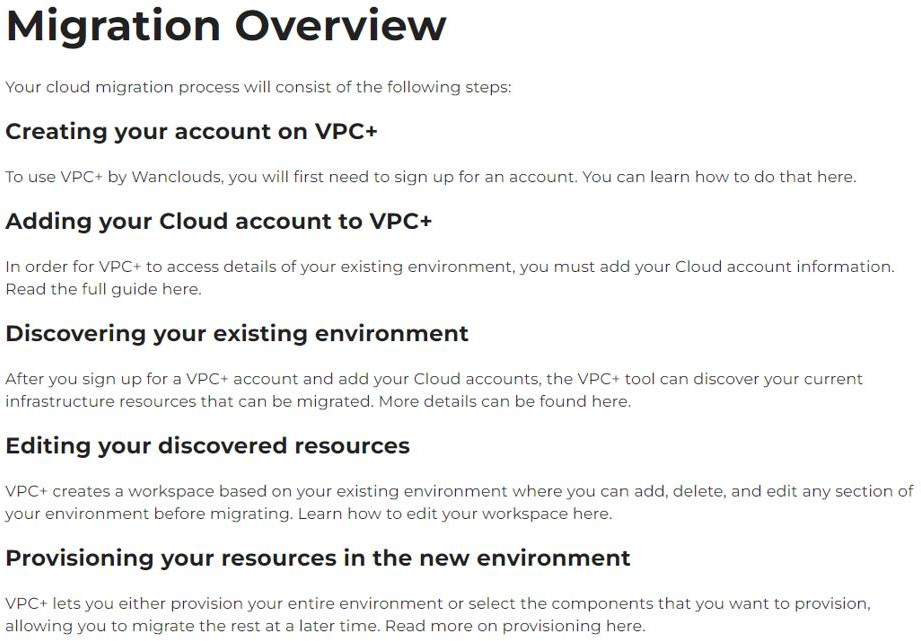 Migration Overview
Your cloud migration process will consist of the following steps:
Creating your account on VPC+
To use VPC+ by Wanclouds, you will first need to sign up for an account. You can learn how to do that here.
Adding your Cloud account to VPC+
In order for VPC+ to access details of your existing environment, you must add your Cloud account information.
Read the full guide here.
Discovering your existing environment
After you sign up for a VPC+ account and add your Cloud accounts, the VPC+ tool can discover your current
infrastructure resources that can be migrated. More details can be found here.
Editing your discovered resources
VPC+ creates a workspace based on your existing environment where you can add, delete, and edit any section of
your environment before migrating. Learn how to edit your workspace here.
Provisioning your resources in the new environment
VPC+ lets you either provision your entire environment or select the components that you want to provision,
allowing you to migrate the rest at a later time. Read more on provisioning here.